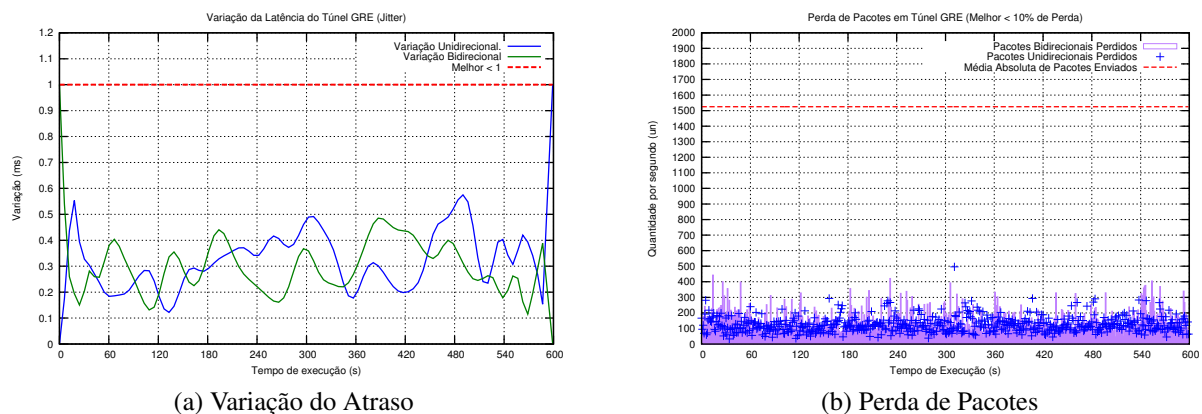 Variação da Latência do Túnel GRE (Jitter)
1.2
1.1
1
0.9
0.8
0.7
0.6
0.5
0.4
0.3
0.2
0.1
0
Variação (ms)
Variação Unidirecional.
Variação Bidirecional
Melhor < 1
0 60 120 180 240 300 360 420 480 540 600
Tempo de execução (s)
(a) Variação do Atraso
Perda de Pacotes em Túnel GRE (Melhor < 10% de Perda)
2000
1900
1800
1700
1600
1500
1400
1300
1200
1100
1000
900
800
700
600
500
400
300
200
100
0
Quantidade por segundo (un)
Pacotes Bidirecionais Perdidos
Pacotes Unidirecionais Perdidos
Média Absoluta de Pacotes Enviados
0 60 120 180 240 300 360 420 480 540 600
Tempo de Execução (s)
(b) Perda de Pacotes